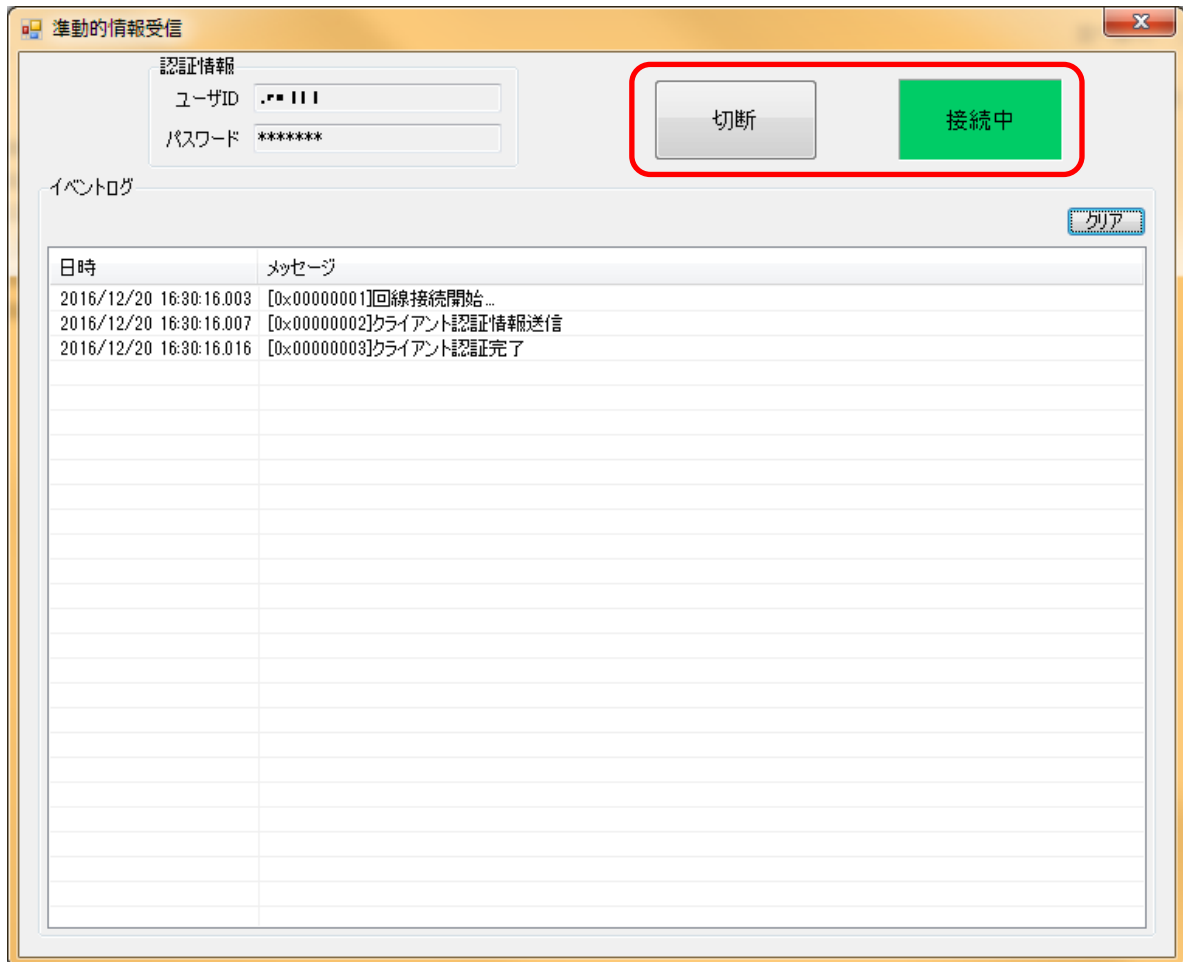 準動的情報受信
認証情報
ユーザID
パスワード *******
切断
接続中
イベントログ
クリア
日時 メッセージ
2016/12/20 16:30:16.003 [0x00000001]回線接続開始...
2016/12/20 16:30:16.007 [0x00000002]クライアント認証情報送信
2016/12/20 16:30:16.016 [0x00000003]クライアント認証完了